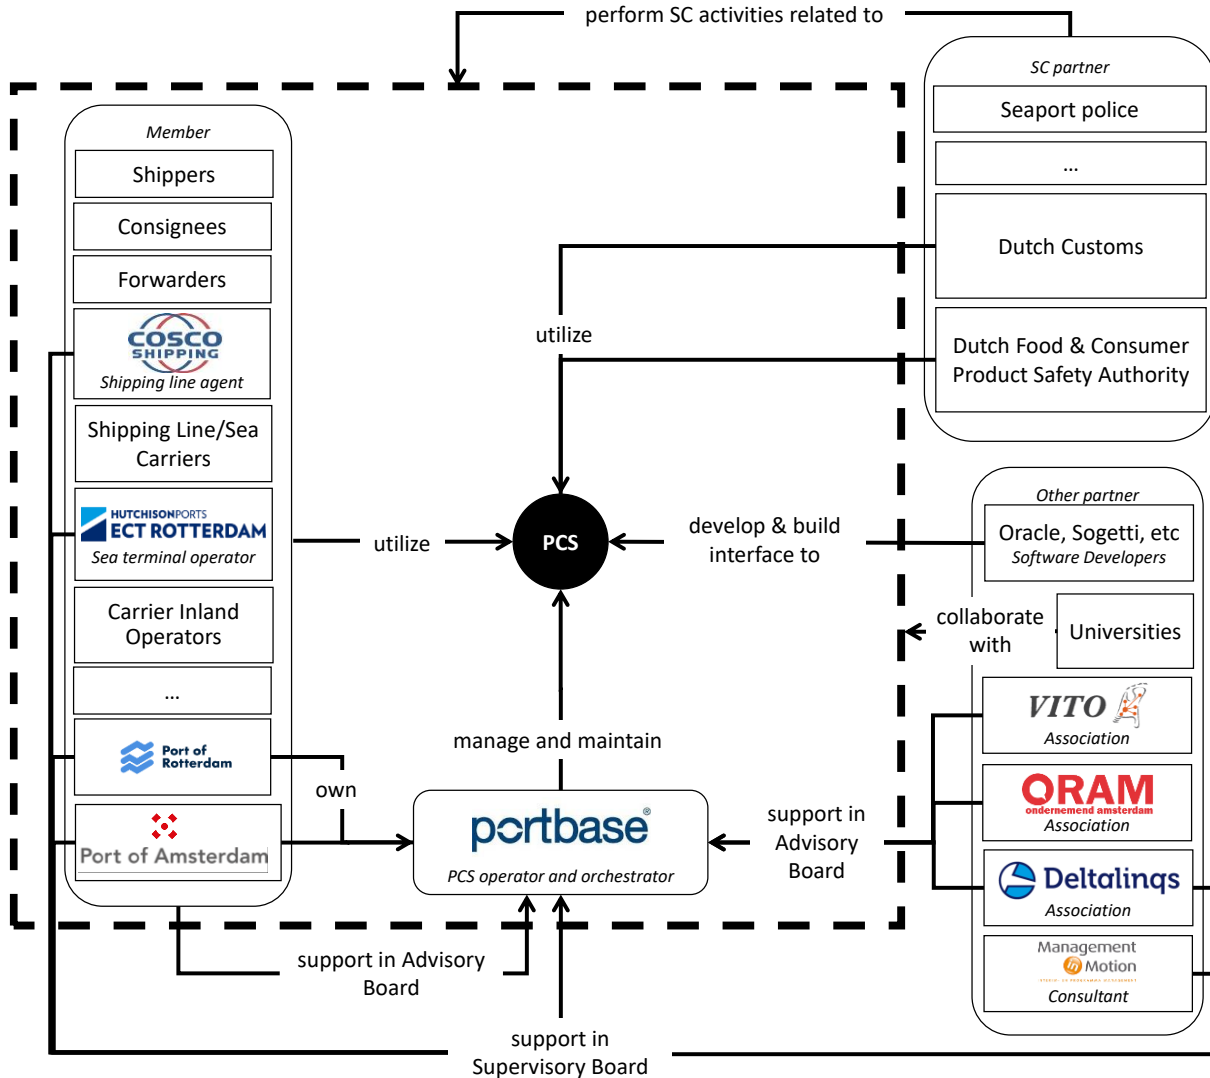 perform SC activities related to
SC partner
Seaport police
...
Dutch Customs
Dutch Food & Consumer
Product Safety Authority
Member
Shippers
Consignees
Forwarders
COSCO
SHIPPING
Shipping line agent
Shipping Line/Sea
Carriers
HUTCHISONPORTS
ECT ROTTERDAM
Sea terminal operator
Carrier Inland
Operators
...
Port of
Rotterdam
Port of Amsterdam
utilize
utilize
PCS
develop & build
interface to
manage and maintain
own
portbase®
PCS operator and orchestrator
support in
Advisory
Board
support in Advisory
Board
support in
Supervisory Board
Other partner
Oracle, Sogetti, etc
Software Developers
collaborate
with
Universities
VITO
Association
ORAM
ondernemend amsterdam
Association
Deltalinqs
Association
Management
in Motion
Consultant